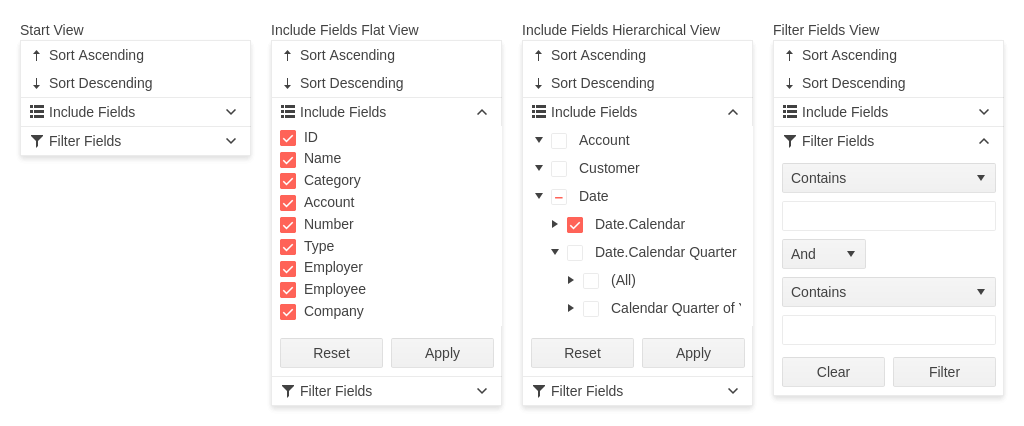 Start View
Sort Ascending
Sort Descending
Include Fields
Filter Fields
Include Fields Flat View
Sort Ascending
Sort Descending
Include Fields
ID
Name
Category
Account
Number
Type
Employer
Employee
Company
Reset Apply
Filter Fields
Include Fields Hierarchical View
Sort Ascending
Sort Descending
Include Fields
Account
Customer
Date
Date.Calendar
Date.Calendar Quarter
(All)
Calendar Quarter of
Reset Apply
Filter Fields
Filter Fields View
Sort Ascending
Sort Descending
Include Fields
Filter Fields
Contains
And
Contains
Clear Filter